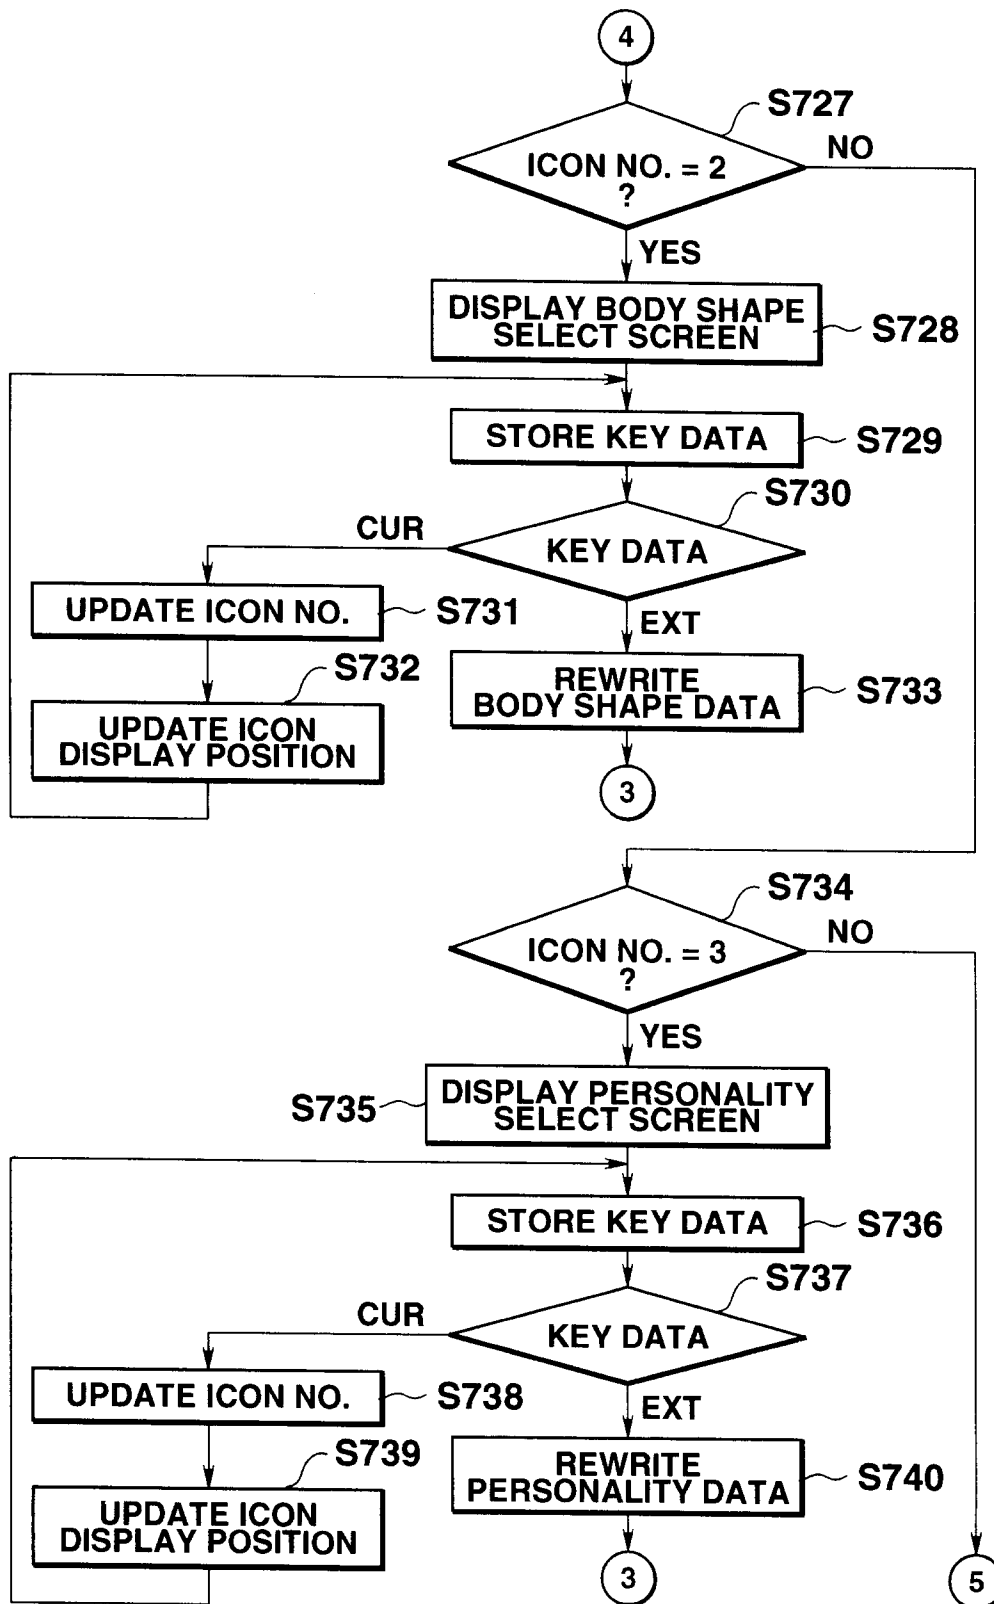 4
S727
ICON NO. = 2
?
NO
YES
DISPLAY BODY SHAPE
SELECT SCREEN
S728
STORE KEY DATA
S729
S730
KEY DATA
CUR
UPDATE ICON NO.
S731
EXT
S732
UPDATE ICON
DISPLAY POSITION
REWRITE
BODY SHAPE DATA
S733
3
S734
ICON NO. = 3
?
NO
YES
S735
DISPLAY PERSONALITY
SELECT SCREEN
STORE KEY DATA
S736
S737
KEY DATA
CUR
UPDATE ICON NO.
S738
EXT
S739
UPDATE ICON
DISPLAY POSITION
REWRITE
PERSONALITY DATA
S740
3
5